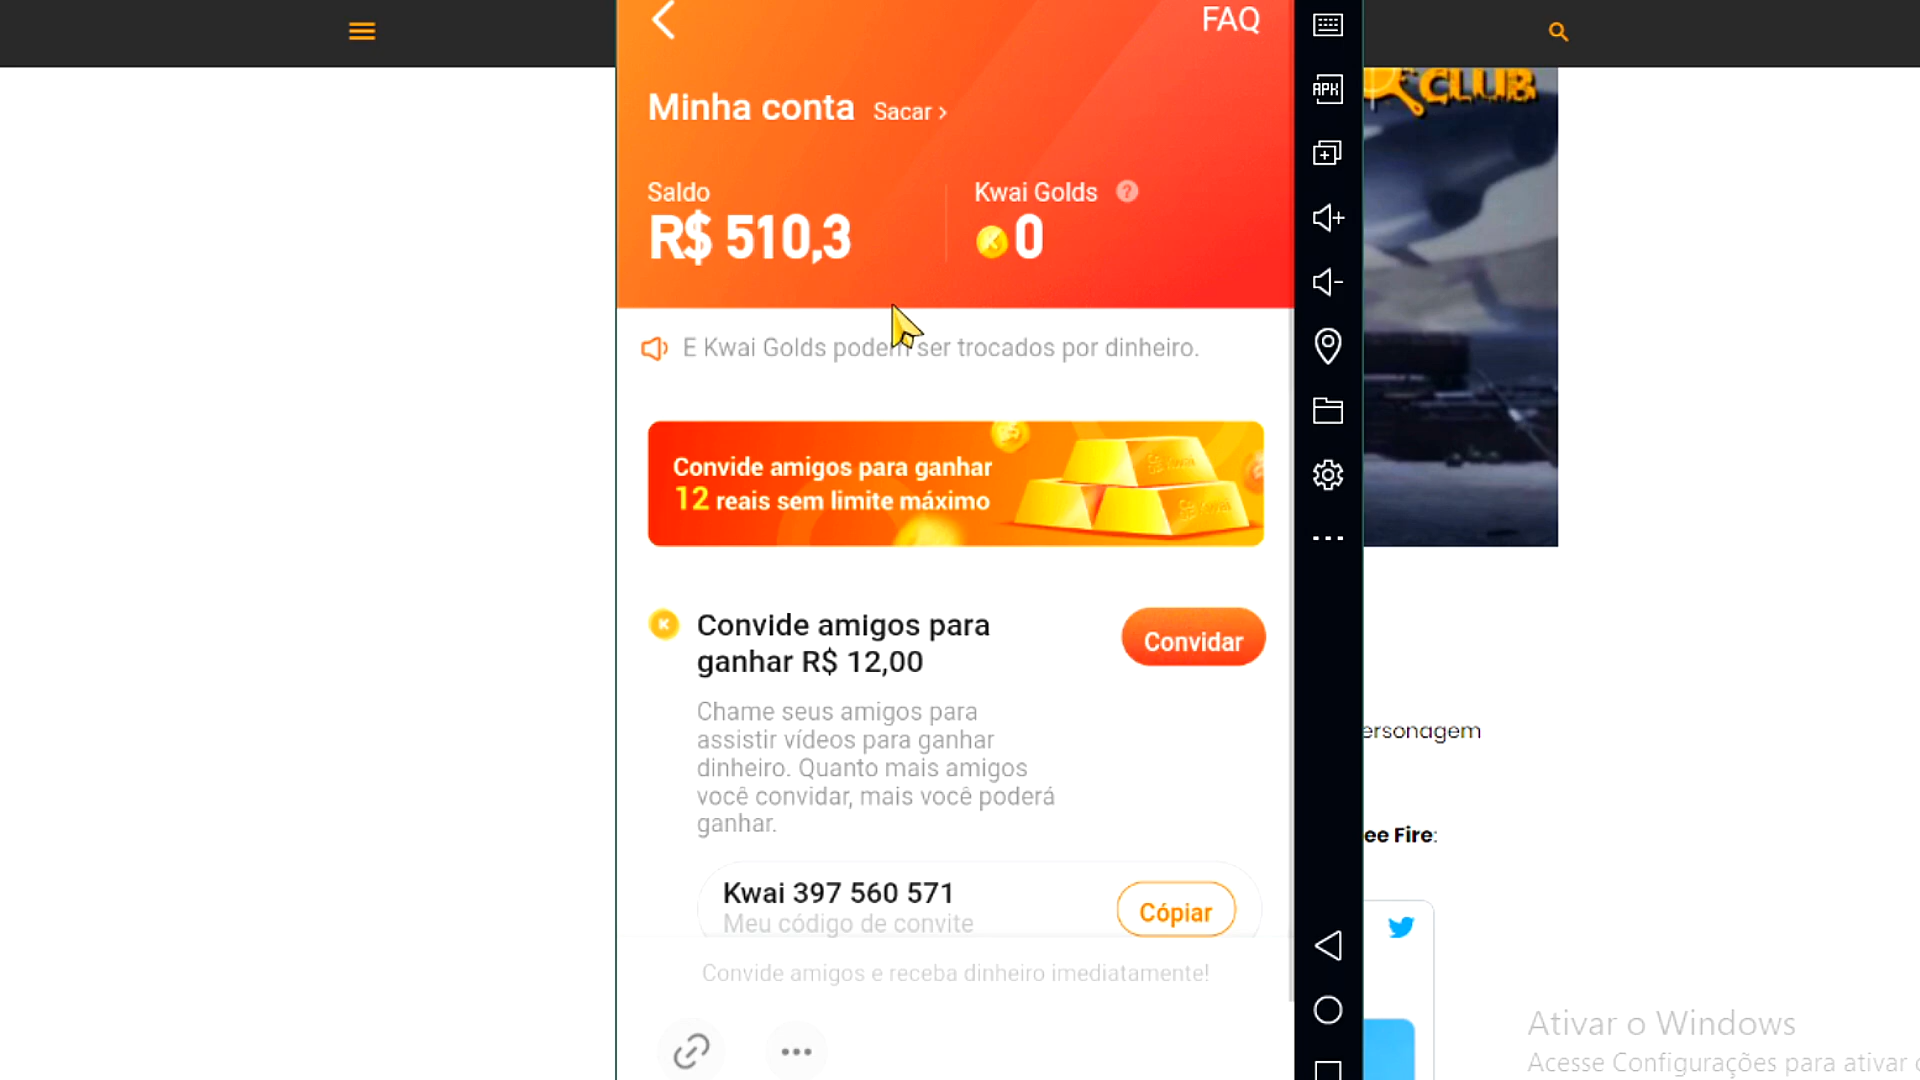 FAQ
Minha conta Sacar >
Saldo
R$ 510,3
Kwai Golds ?
0
E Kwai Golds podem ser trocados por dinheiro.
Convide amigos para ganhar
12 reais sem limite máximo
Convide amigos para
ganhar R$ 12,00
Convidar
Chame seus amigos para
assistir vídeos para ganhar
dinheiro. Quanto mais amigos
você convidar, mais você poderá
ganhar.
Kwai 397 560 571
Meu código de convite
Cópiar
Convide amigos e receba dinheiro imediatamente!
APK
CLUB
ersonagem
ee Fire:
Ativar o Windows
Acesse Configurações para ativar